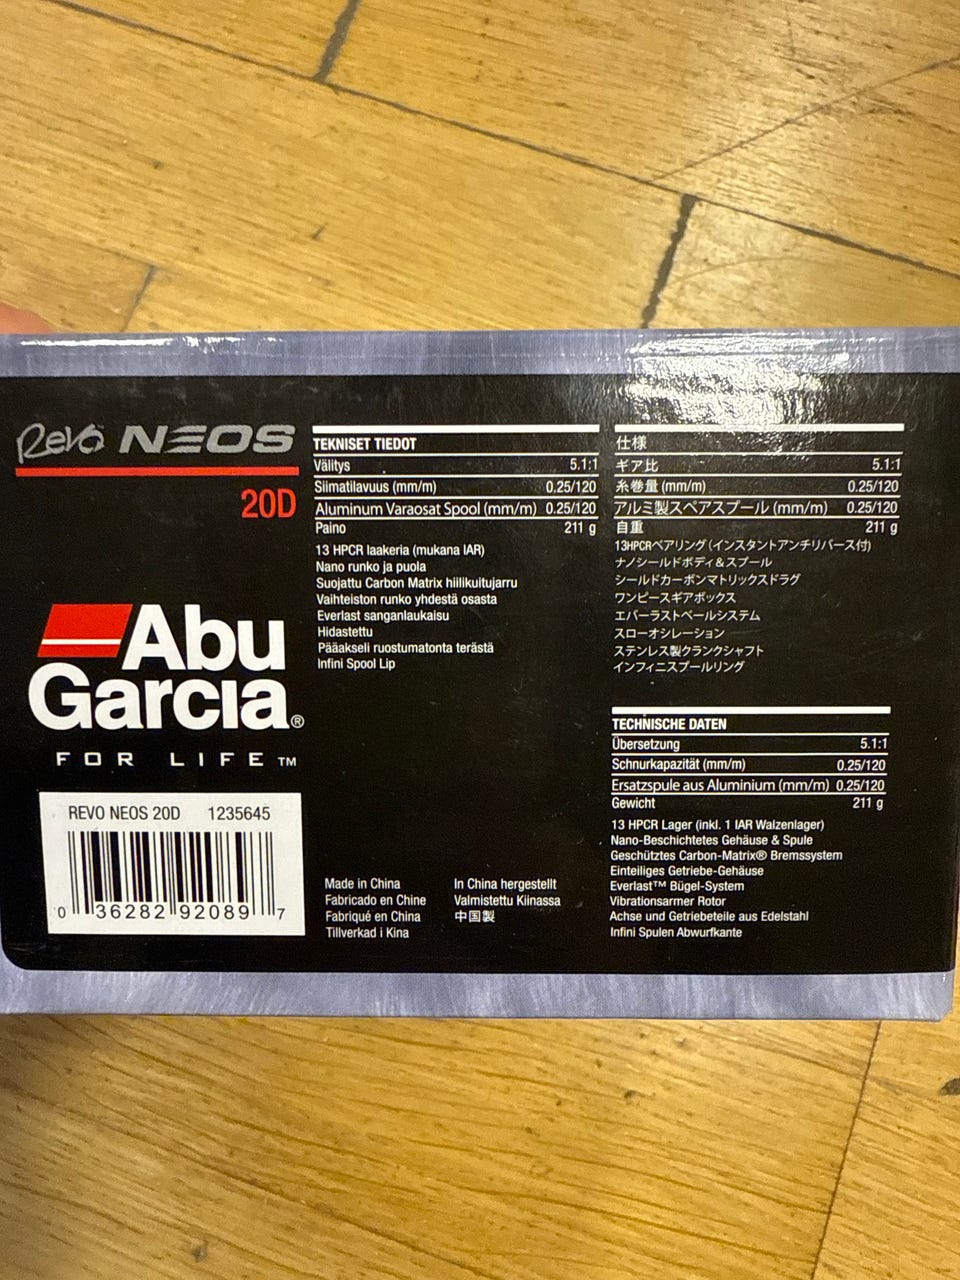 Revo NEOS
20D
Abu
Garcia®
FOR LIFE™
REVO NEOS 20D 1235645
0 36282 92089 7
TEKNISET TIEDOT
Välitys 5.1:1
Siimatilavuus (mm/m) 0.25/120
Aluminum Varaosat Spool (mm/m) 0.25/120
Paino 211 g
13 HPCR laakeria (mukana IAR)
Nano runko ja puola
Suojattu Carbon Matrix hiilikuitujarru
Vaihteiston runko yhdestä osasta
Everlast sanganlaukaisu
Hidastettu
Pääakseli ruostumatonta terästä
Infini Spool Lip
Made in China
Fabricado en Chine
Fabriqué en China
Tillverkad i Kina
In China hergestellt
Valmistettu Kiinassa
中国製
仕様
ギア比 5.1:1
糸巻量 (mm/m) 0.25/120
アルミ製スペアスプール (mm/m) 0.25/120
自重 211 g
13HPCRベアリング(インスタントアンチリバース付)
ナノシールドボディ&スプール
シールドカーボンマトリックスドラグ
ワンピースギアボックス
エバーラストベールシステム
スローオシレーション
ステンレス製クランクシャフト
インフィニスプールリング
TECHNISCHE DATEN
Übersetzung 5.1:1
Schnurkapazität (mm/m) 0.25/120
Ersatzspule aus Aluminium (mm/m) 0.25/120
Gewicht 211 g
13 HPCR Lager (inkl. 1 IAR Walzenlager)
Nano-Beschichtetes Gehäuse & Spule
Geschütztes Carbon-Matrix® Bremssystem
Einteiliges Getriebe-Gehäuse
Everlast™ Bügel-System
Vibrationsarmer Rotor
Achse und Getriebeteile aus Edelstahl
Infini Spulen Abwurfkante